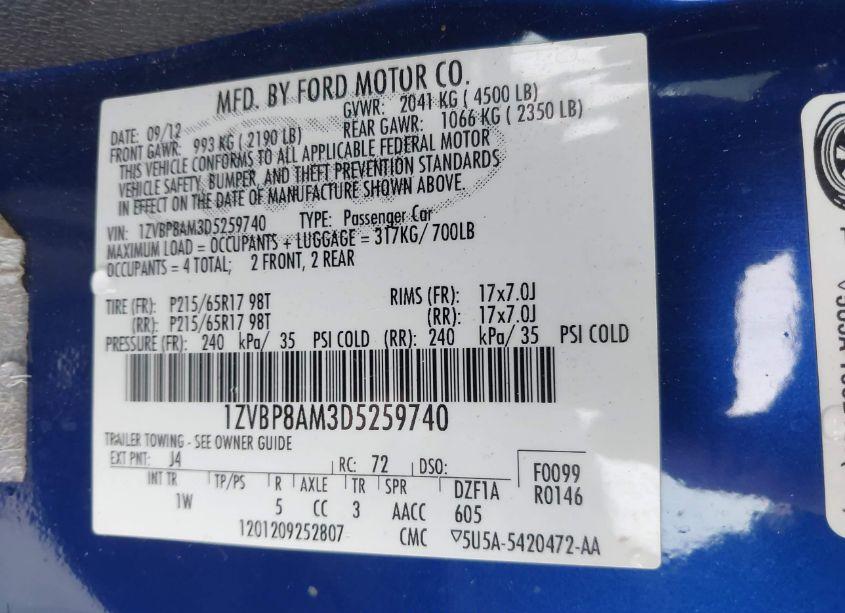 MFD. BY FORD MOTOR CO.
DATE: 09/12 GVWR: 2041 KG ( 4500 LB)
FRONT GAWR: 993 KG ( 2190 LB) REAR GAWR: 1066 KG ( 2350 LB)
THIS VEHICLE CONFORMS TO ALL APPLICABLE FEDERAL MOTOR
VEHICLE SAFETY, BUMPER, AND THEFT PREVENTION STANDARDS
IN EFFECT ON THE DATE OF MANUFACTURE SHOWN ABOVE.
VIN: 1ZVBP8AM3D5259740 TYPE: Passenger Car
MAXIMUM LOAD = OCCUPANTS + LUGGAGE = 317KG/ 700LB
OCCUPANTS = 4 TOTAL; 2 FRONT, 2 REAR
TIRE (FR): P215/65R17 98T RIMS (FR): 17x7.0J
(RR): P215/65R17 98T (RR): 17x7.0J
PRESSURE (FR): 240 kPa/ 35 PSI COLD (RR): 240 kPa/ 35 PSI COLD
1ZVBP8AM3D5259740
TRAILER TOWING - SEE OWNER GUIDE
EXT PNT: J4 RC: 72 DSO: F0099
INT TR TP/PS R AXLE TR SPR DZF1A R0146
1W 5 CC 3 AACC 605
1201209252807 CMC ▽5U5A-5420472-AA